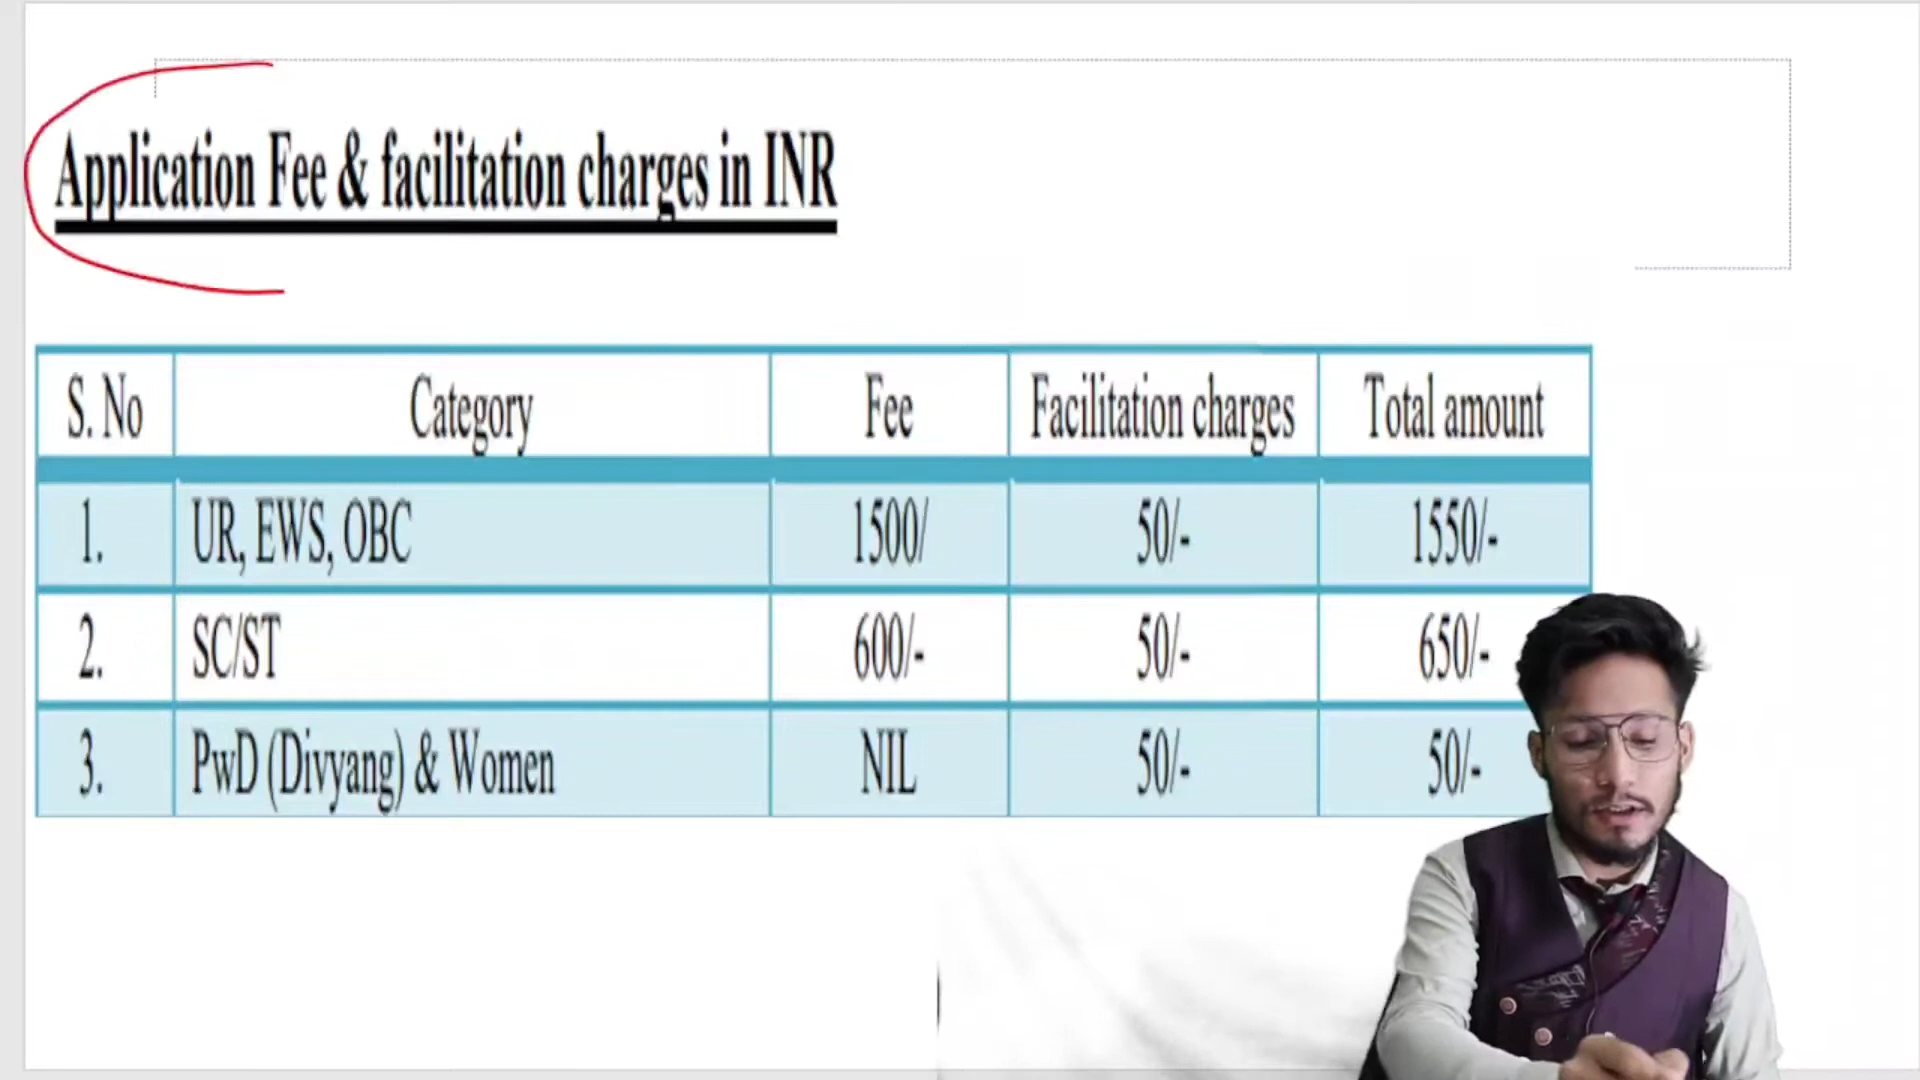 Application Fee & facilitation charges in INR
S. No Category Fee Facilitation charges Total amount
1. UR, EWS, OBC 1500/ 50/- 1550/-
2. SC/ST 600/- 50/- 650/-
3. PwD (Divyang) & Women NIL 50/- 50/-